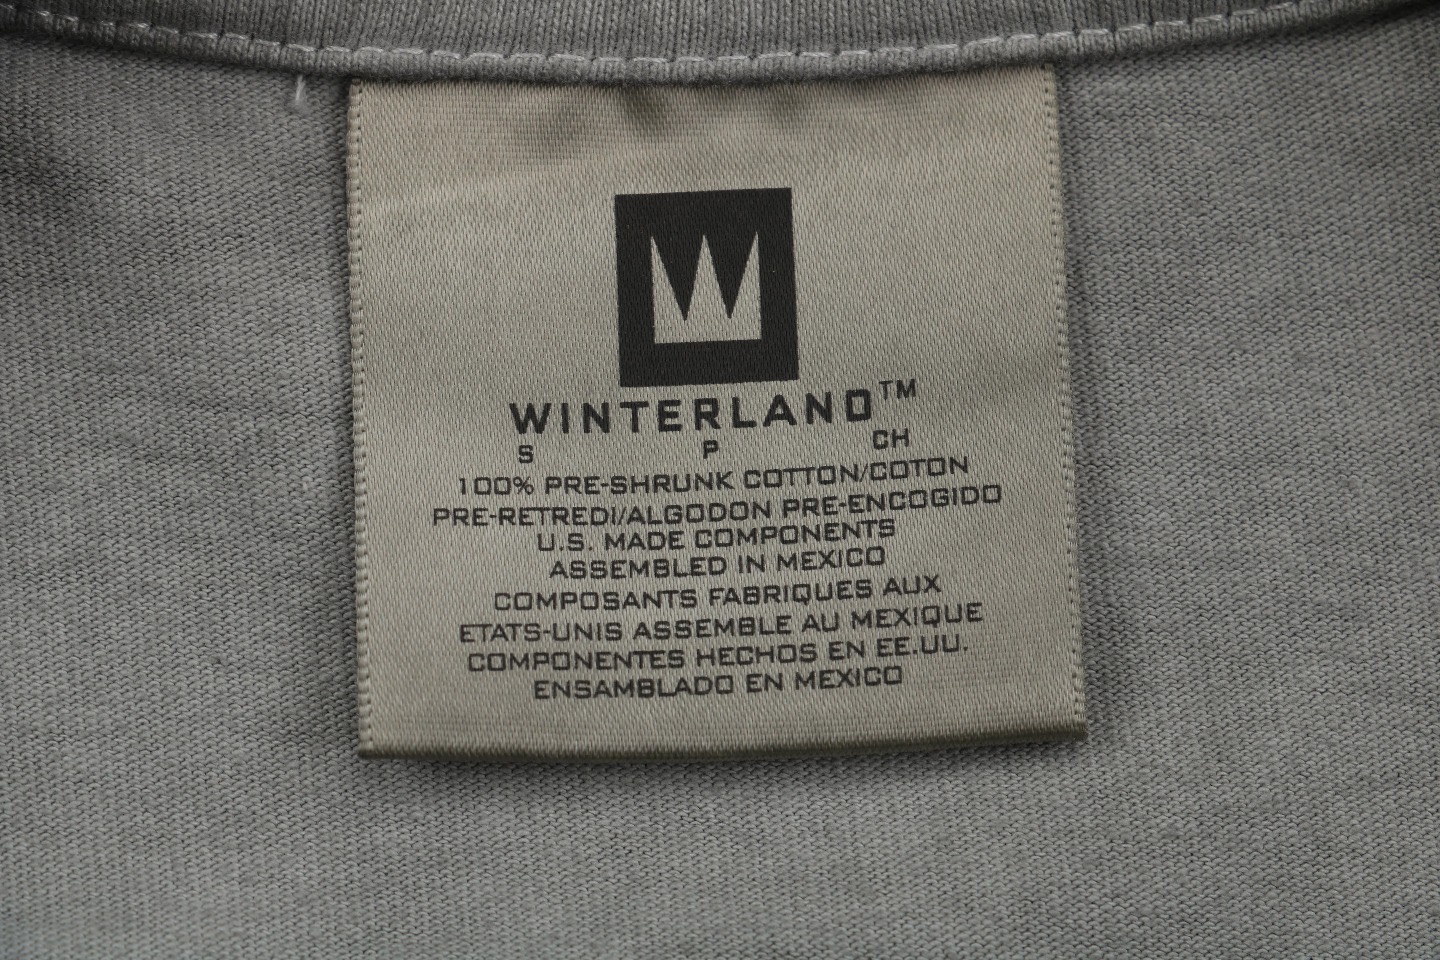 WINTERLAND™
S P CH
100% PRE-SHRUNK COTTON/COTON
PRE-RETREDI/ALGODON PRE-ENCOGIDO
U.S. MADE COMPONENTS
ASSEMBLED IN MEXICO
COMPOSANTS FABRIQUES AUX
ETATS-UNIS ASSEMBLE AU MEXIQUE
COMPONENTES HECHOS EN EE.UU.
ENSAMBLADO EN MEXICO